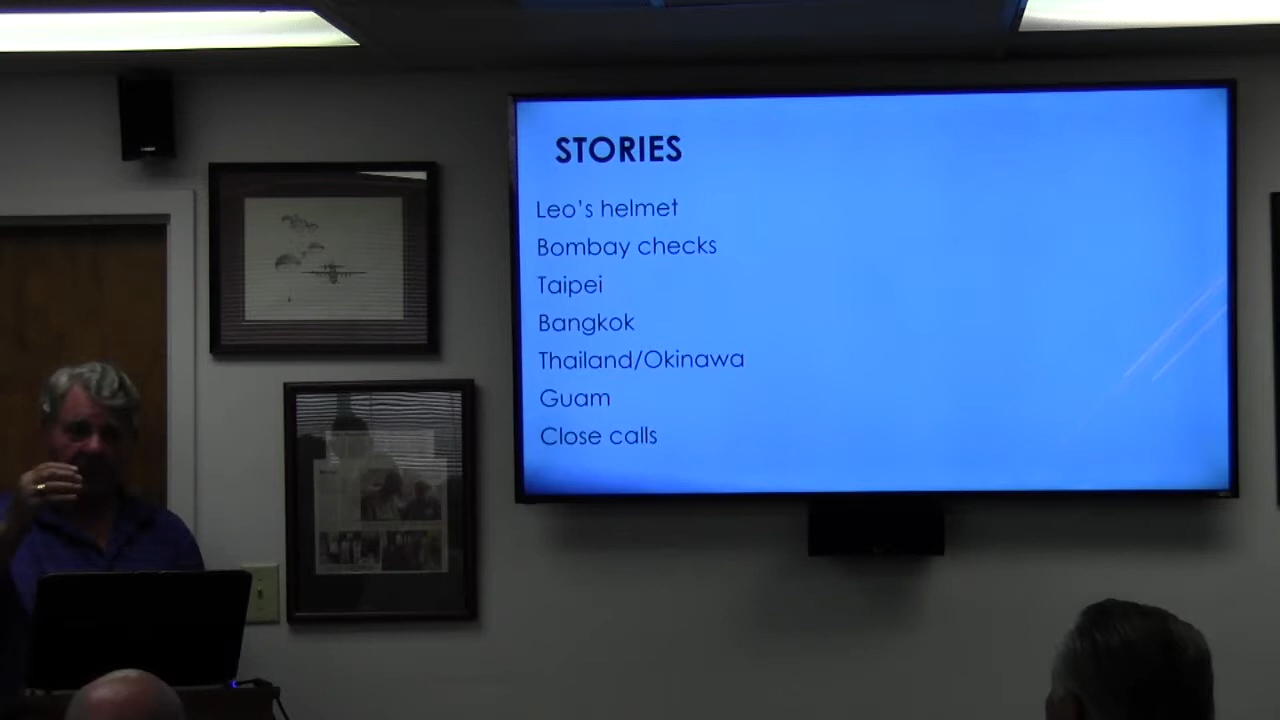 STORIES
Leo's helmet
Bombay checks
Taipei
Bangkok
Thailand/Okinawa
Guam
Close calls